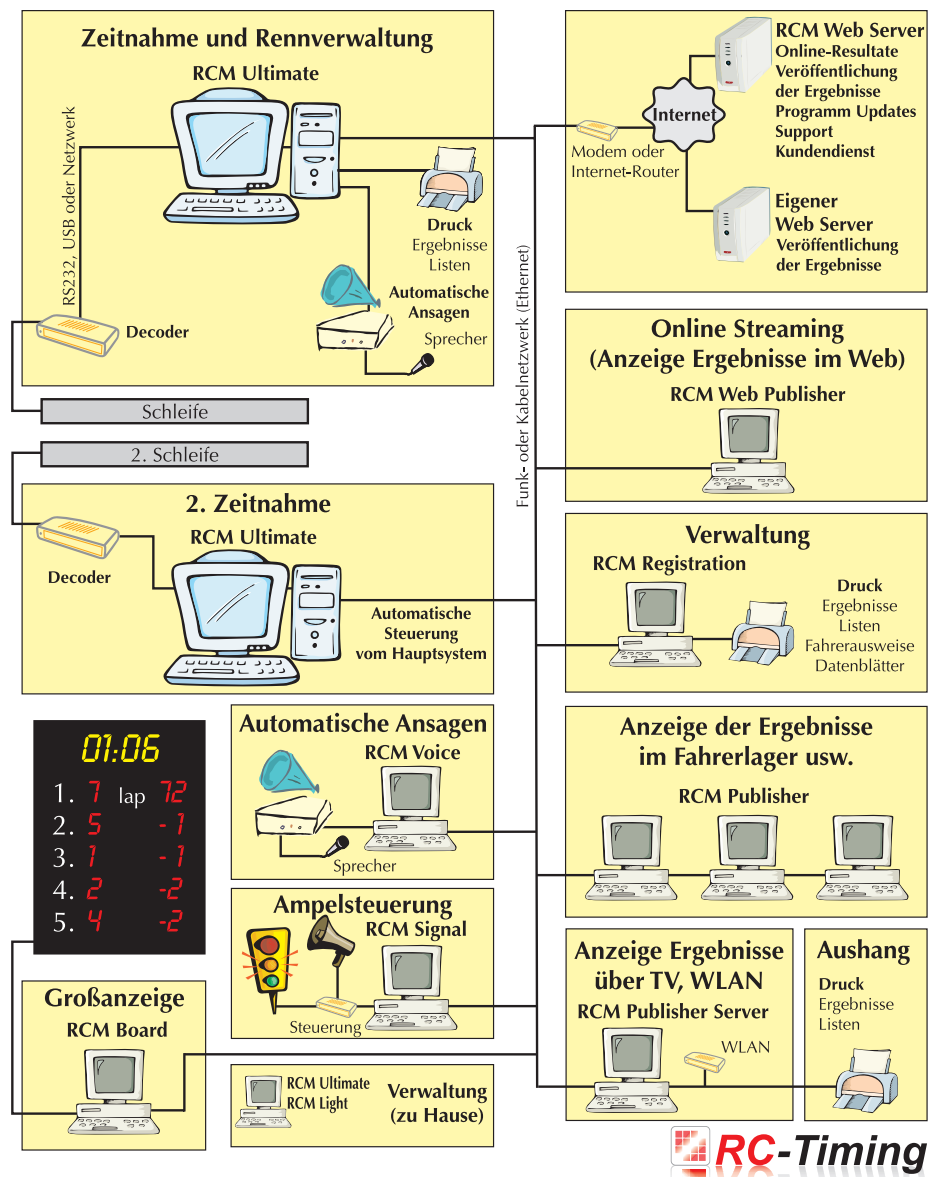 Zeitnahme und Rennverwaltung
RCM Ultimate
RS232, USB oder Netzwerk
Druck
Ergebnisse
Listen
Automatische
Ansagen
Sprecher
Decoder
Schleife
2. Schleife
2. Zeitnahme
RCM Ultimate
Decoder
Automatische
Steuerung
vom Hauptsystem
Funk- oder Kabelnetzwerk (Ethernet)
01:06
1. 7 lap 72
2. 5 -1
3. 1 -1
4. 2 -2
5. 4 -2
Automatische Ansagen
RCM Voice
Sprecher
Ampelsteuerung
RCM Signal
Steuerung
Großanzeige
RCM Board
RCM Ultimate
RCM Light
Verwaltung
(zu Hause)
RCM Web Server
Online-Resultate
Veröffentlichung
der Ergebnisse
Programm Updates
Support
Kundendienst
Internet
Modem oder
Internet-Router
Eigener
Web Server
Veröffentlichung
der Ergebnisse
Online Streaming
(Anzeige Ergebnisse im Web)
RCM Web Publisher
Verwaltung
RCM Registration
Druck
Ergebnisse
Listen
Fahrerausweise
Datenblätter
Anzeige der Ergebnisse
im Fahrerlager usw.
RCM Publisher
Anzeige Ergebnisse
über TV, WLAN
RCM Publisher Server
WLAN
Aushang
Druck
Ergebnisse
Listen
RC-Timing